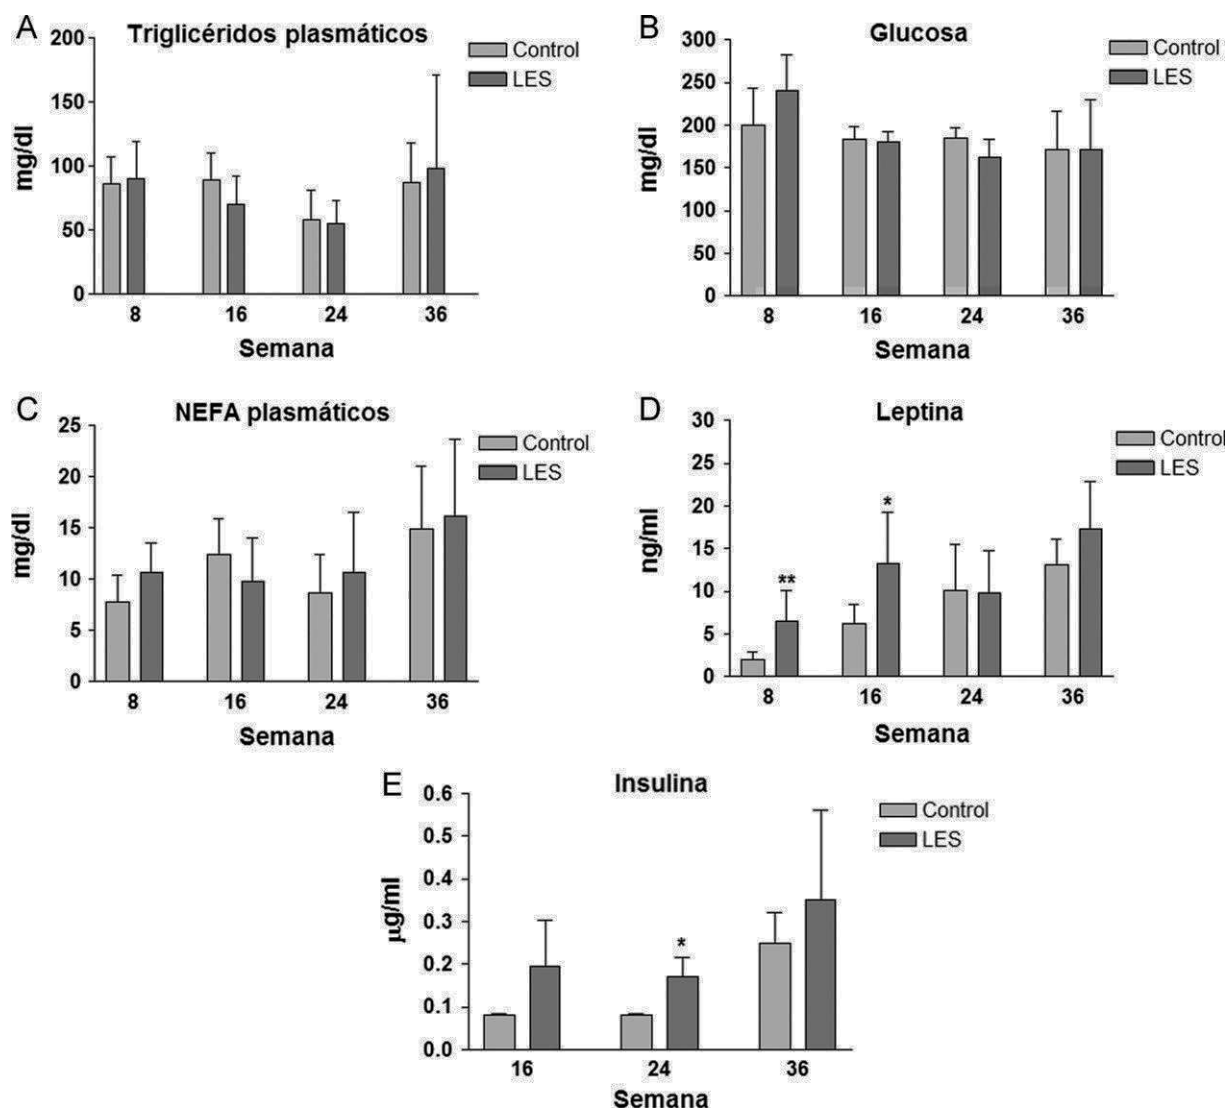 A
Triglicéridos plasmáticos
Control
LES
mg/dl
200
150
100
50
0
8 16 24 36
Semana
B
Glucosa
Control
LES
mg/dl
300
250
200
150
100
50
0
8 16 24 36
Semana
C
NEFA plasmáticos
Control
LES
mg/dl
25
20
15
10
5
0
8 16 24 36
Semana
D
Leptina
Control
LES
ng/ml
30
25
20
15
10
5
0
**
*
8 16 24 36
Semana
E
Insulina
Control
LES
μg/ml
0.6
0.5
0.4
0.3
0.2
0.1
0.0
*
16 24 36
Semana